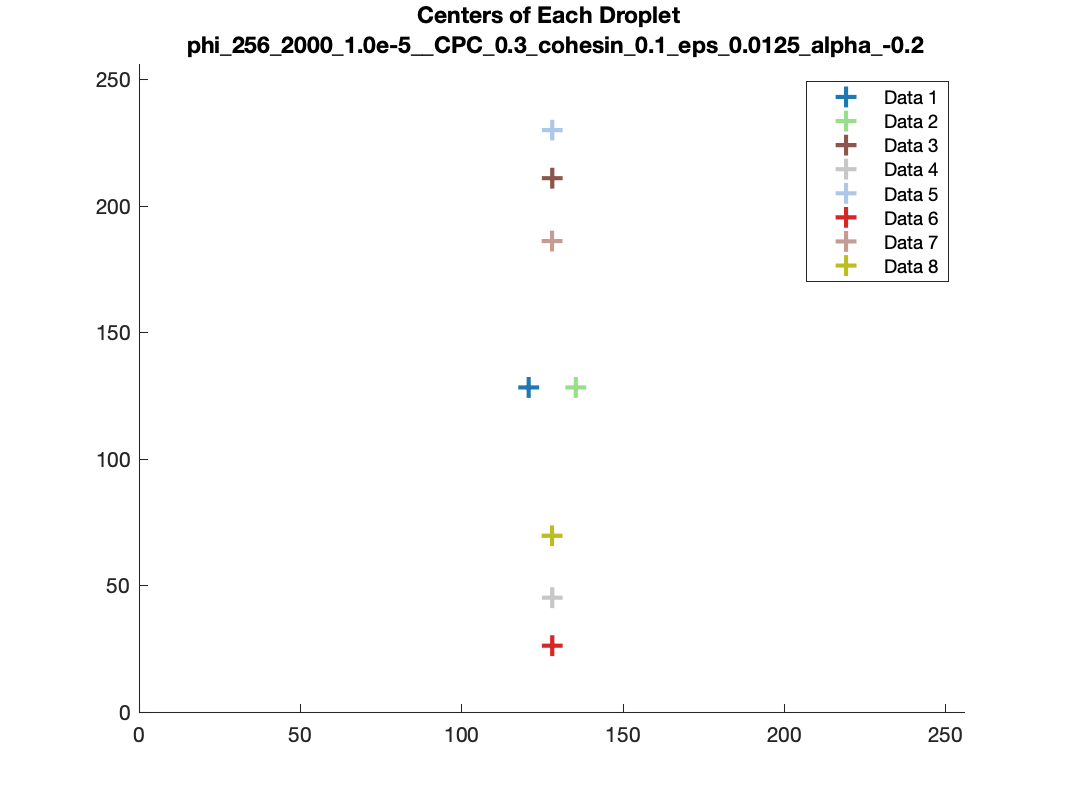 Centers of Each Droplet
phi_256_2000_1.0e-5__CPC_0.3_cohesin_0.1_eps_0.0125_alpha_-0.2
250
200
150
100
50
0
0 50 100 150 200 250
Data 1
Data 2
Data 3
Data 4
Data 5
Data 6
Data 7
Data 8